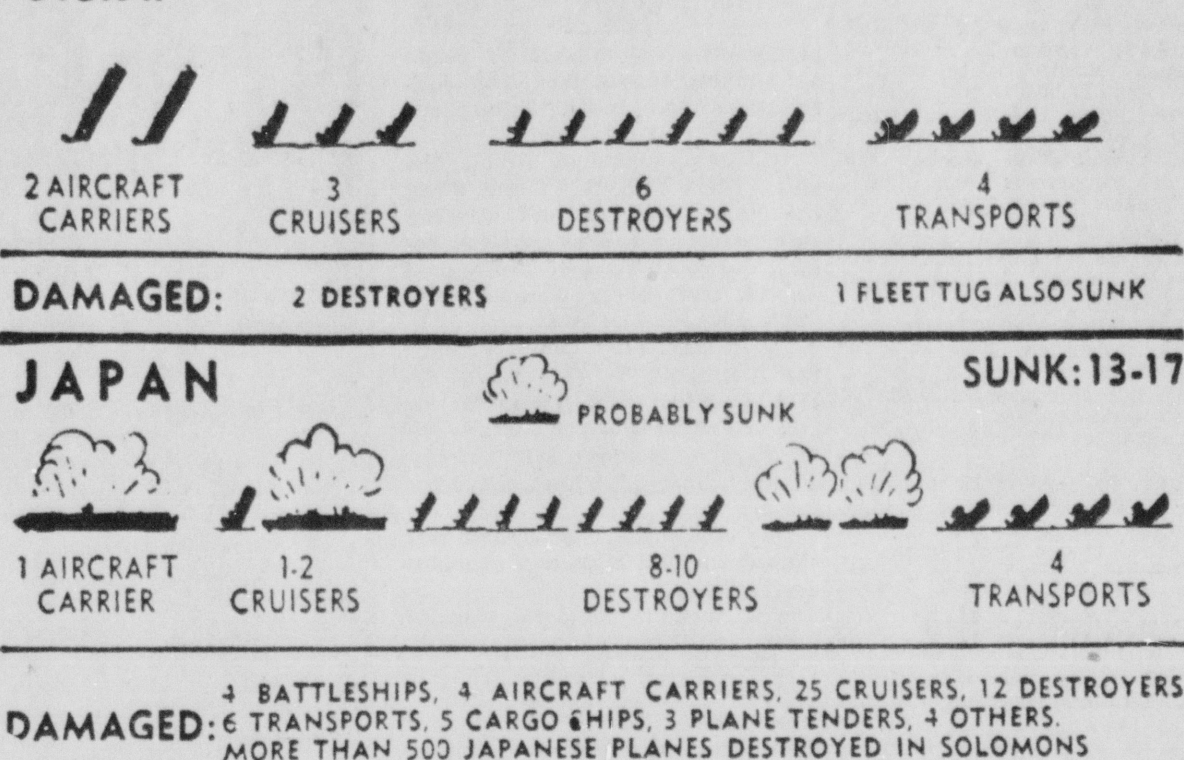 2 AIRCRAFT
CARRIERS
3
CRUISERS
6
DESTROYERS
4
TRANSPORTS
DAMAGED: 2 DESTROYERS 1 FLEET TUG ALSO SUNK
JAPAN
SUNK: 13-17
PROBABLY SUNK
1 AIRCRAFT
CARRIER
1-2
CRUISERS
8-10
DESTROYERS
4
TRANSPORTS
DAMAGED:
4 BATTLESHIPS, 4 AIRCRAFT CARRIERS, 25 CRUISERS, 12 DESTROYERS
6 TRANSPORTS, 5 CARGO SHIPS, 3 PLANE TENDERS, 4 OTHERS.
MORE THAN 500 JAPANESE PLANES DESTROYED IN SOLOMONS